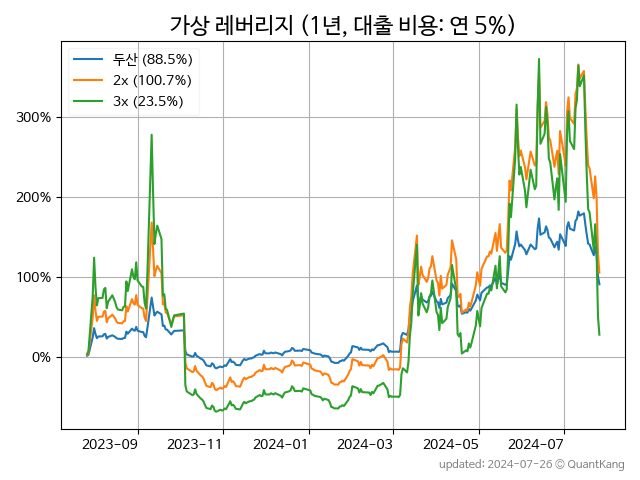 가상 레버리지 (1년, 대출 비용: 연 5%)
두산 (88.5%)
2x (100.7%)
3x (23.5%)
300%
200%
100%
0%
2023-09 2023-11 2024-01 2024-03 2024-05 2024-07
updated: 2024-07-26 © QuantKang